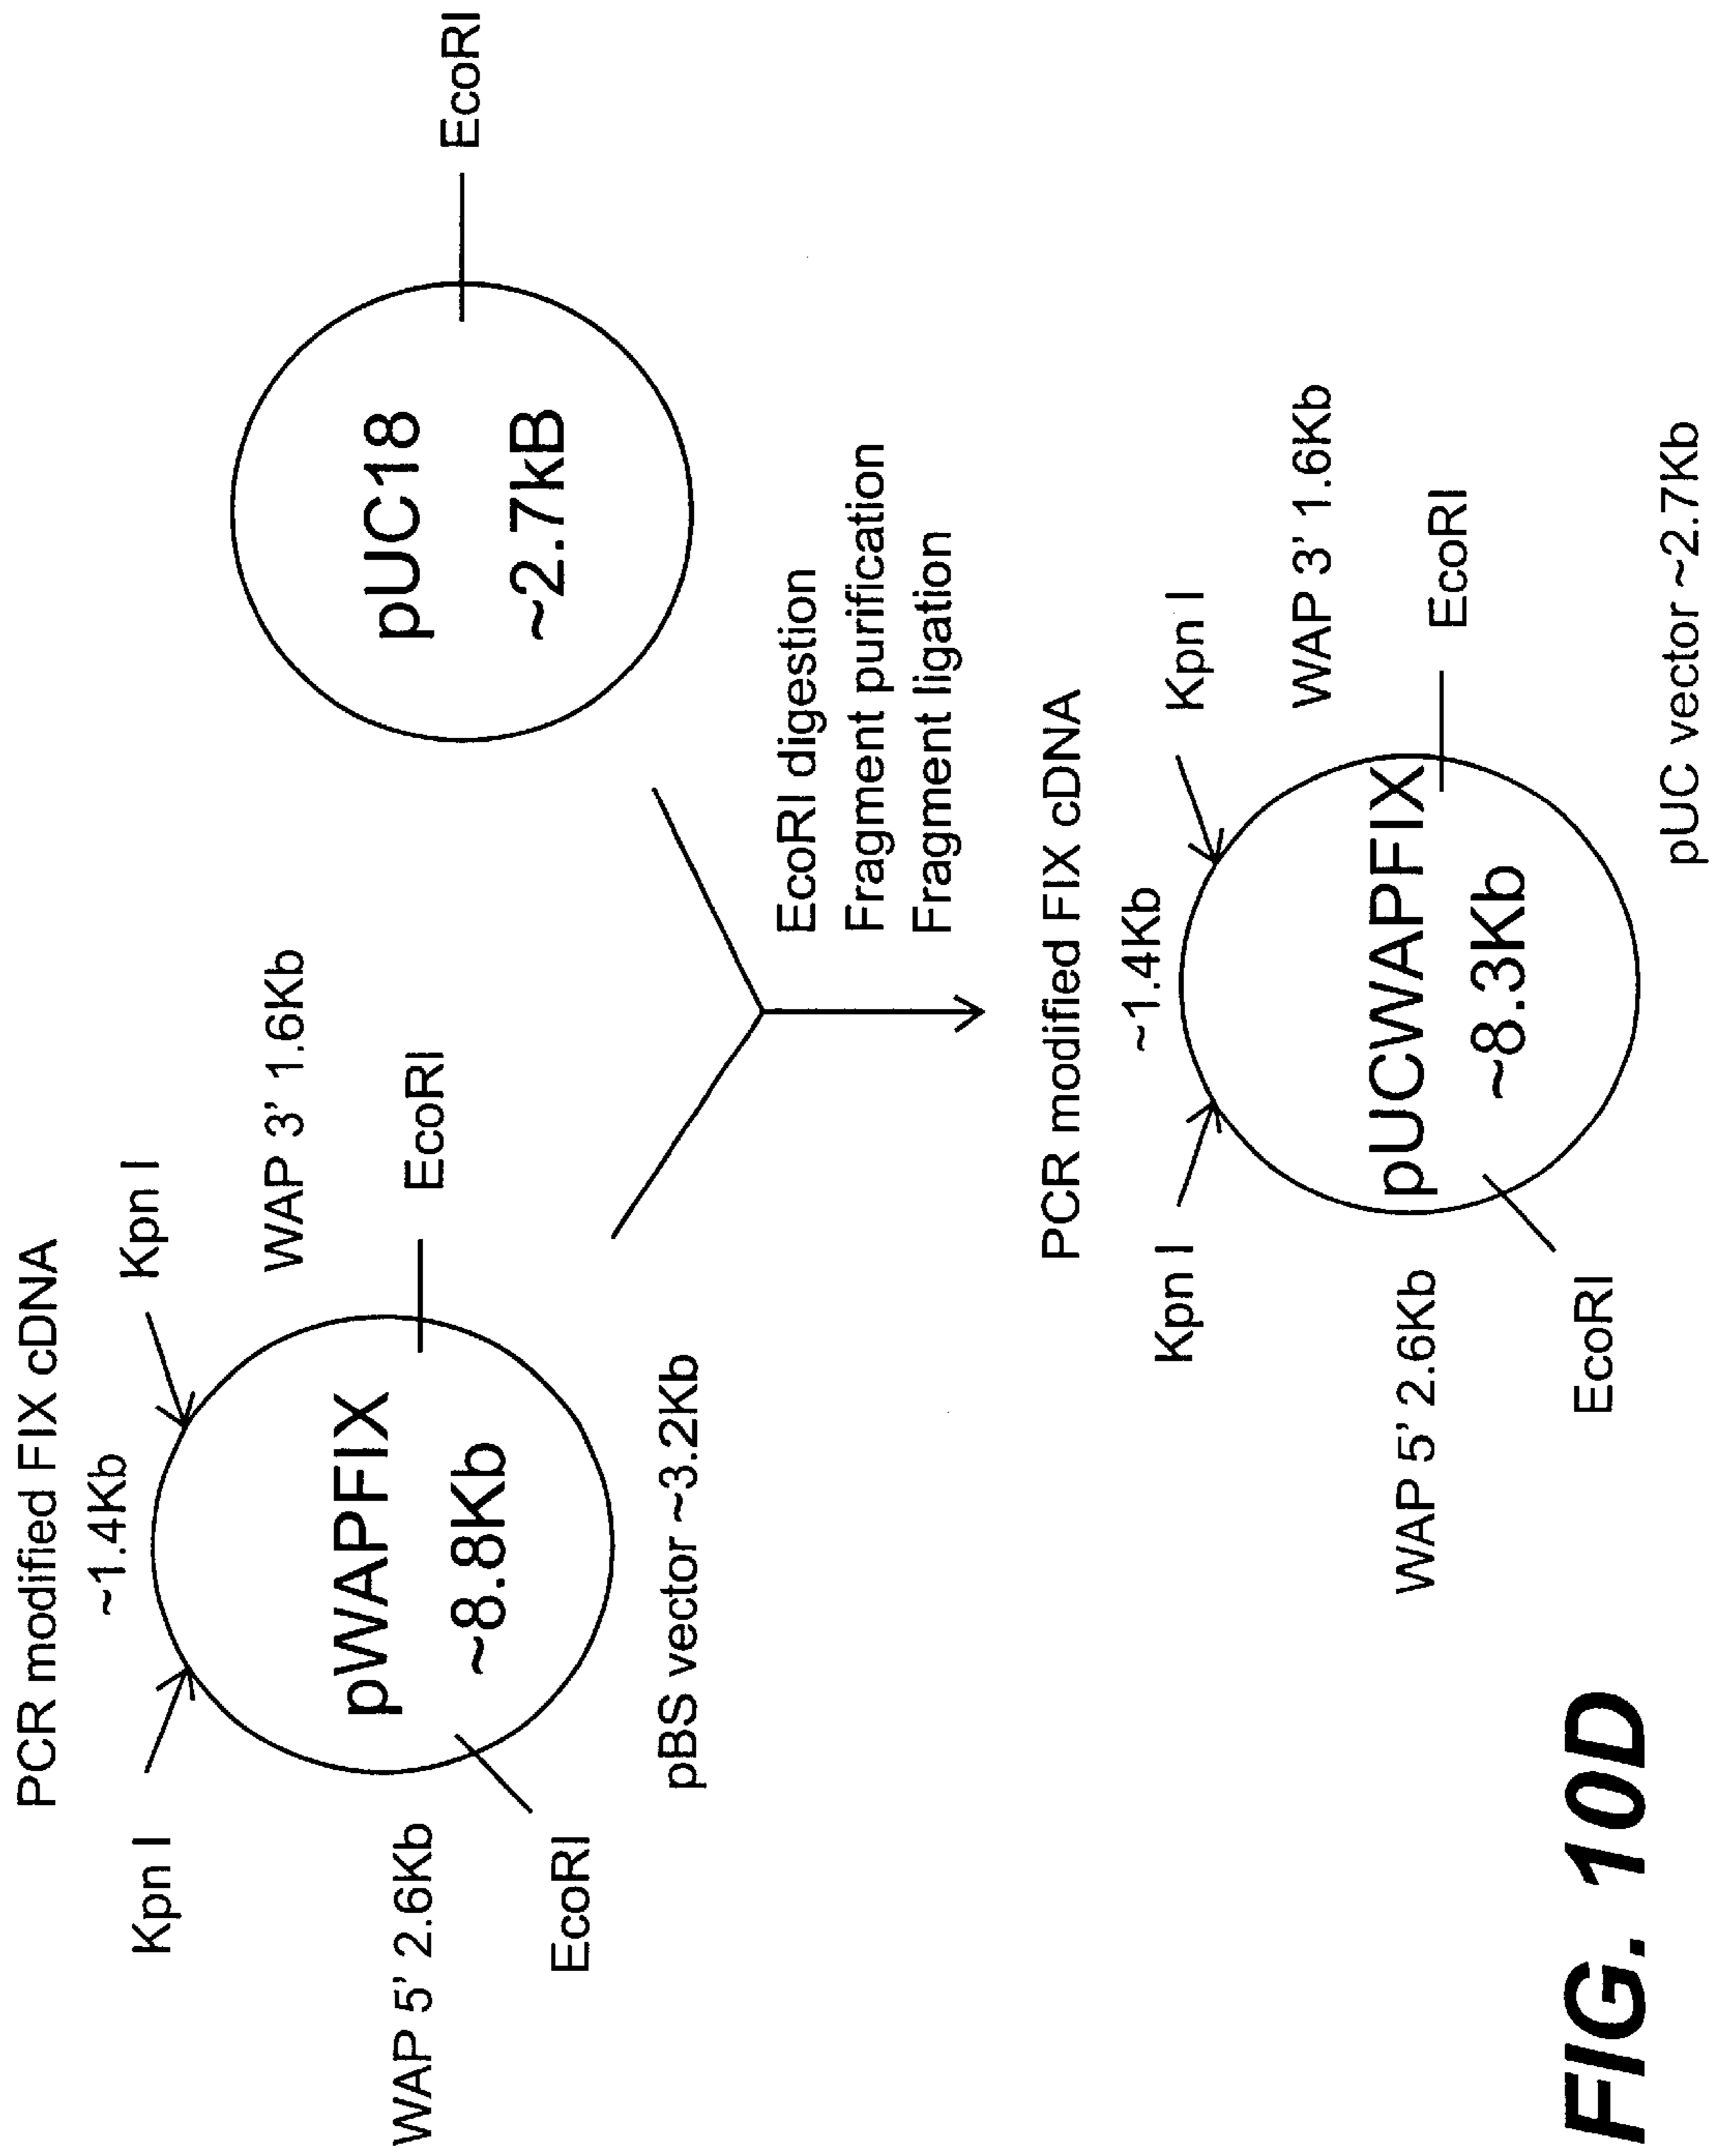 PCR modified FIX cDNA
~1.4Kb
Kpn I
Kpn I
WAP 3' 1.6Kb
WAP 5' 2.6Kb
pWAPFIX
~8.8Kb
EcoRI
EcoRI
pBS vector ~3.2Kb
pUC18
~2.7kB
EcoRI
EcoRI digestion
Fragment purification
Fragment ligation
PCR modified FIX cDNA
~1.4Kb
Kpn I
Kpn I
WAP 3' 1.6Kb
WAP 5' 2.6Kb
pUCWAPFIX
~8.3Kb
EcoRI
EcoRI
pUC vector ~2.7Kb
FIG. 10D